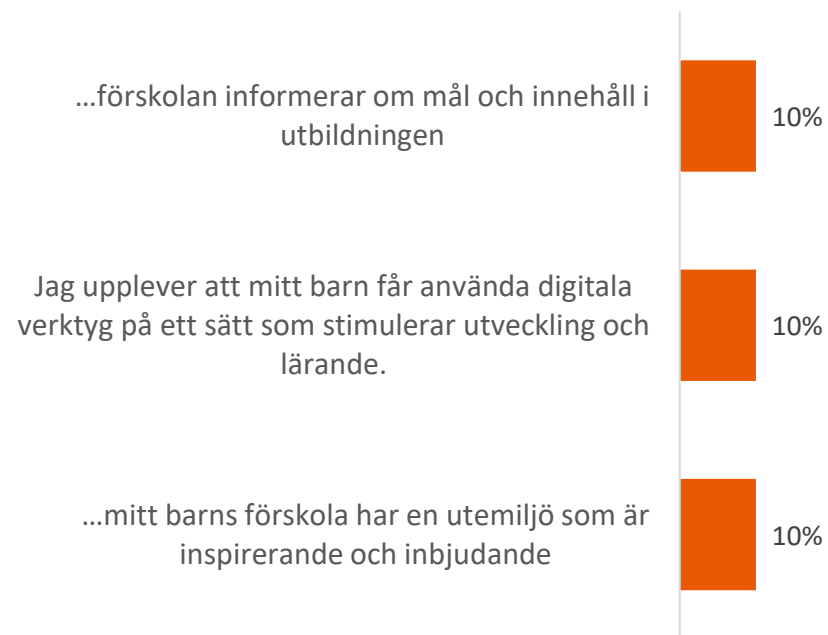 ...förskolan informerar om mål och innehåll i
utbildningen
10%
Jag upplever att mitt barn får använda digitala
verktyg på ett sätt som stimulerar utveckling och
lärande.
10%
...mitt barns förskola har en utemiljö som är
inspirerande och inbjudande
10%